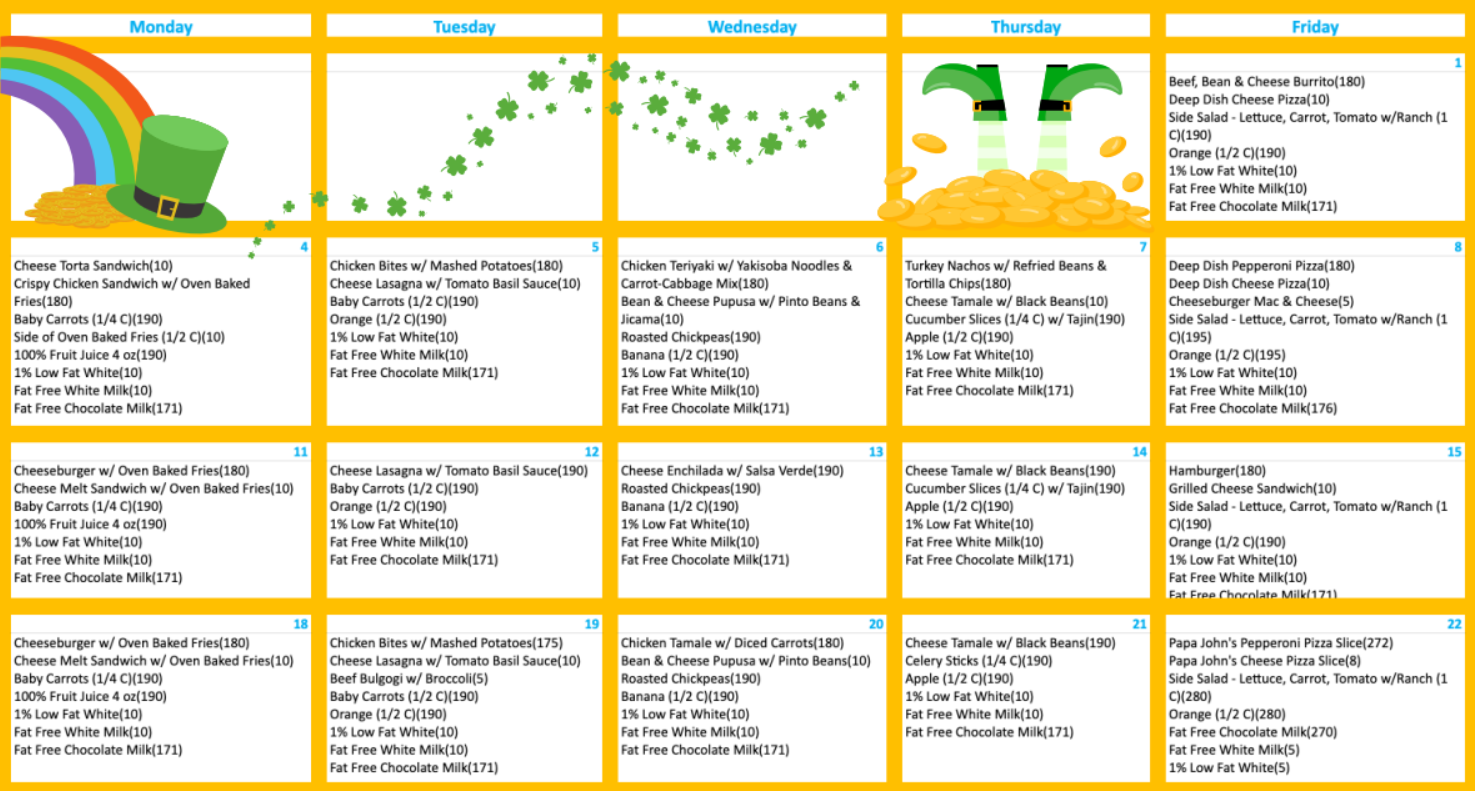 Monday
Tuesday
Wednesday
Thursday
Friday
1
Beef, Bean & Cheese Burrito(180)
Deep Dish Cheese Pizza(10)
Side Salad - Lettuce, Carrot, Tomato w/Ranch (1
C)(190)
Orange (1/2 C)(190)
1% Low Fat White(10)
Fat Free White Milk(10)
Fat Free Chocolate Milk(171)
4
Cheese Torta Sandwich(10)
Crispy Chicken Sandwich w/ Oven Baked
Fries(180)
Baby Carrots (1/4 C)(190)
Side of Oven Baked Fries (1/2 C)(10)
100% Fruit Juice 4 oz(190)
1% Low Fat White(10)
Fat Free White Milk(10)
Fat Free Chocolate Milk(171)
5
Chicken Bites w/ Mashed Potatoes(180)
Cheese Lasagna w/ Tomato Basil Sauce(10)
Baby Carrots (1/2 C)(190)
Orange (1/2 C)(190)
1% Low Fat White(10)
Fat Free White Milk(10)
Fat Free Chocolate Milk(171)
6
Chicken Teriyaki w/ Yakisoba Noodles &
Carrot-Cabbage Mix(180)
Bean & Cheese Pupusa w/ Pinto Beans &
Jicama(10)
Roasted Chickpeas(190)
Banana (1/2 C)(190)
1% Low Fat White(10)
Fat Free White Milk(10)
Fat Free Chocolate Milk(171)
7
Turkey Nachos w/ Refried Beans &
Tortilla Chips(180)
Cheese Tamale w/ Black Beans(10)
Cucumber Slices (1/4 C) w/ Tajin(190)
Apple (1/2 C)(190)
1% Low Fat White(10)
Fat Free White Milk(10)
Fat Free Chocolate Milk(171)
8
Deep Dish Pepperoni Pizza(180)
Deep Dish Cheese Pizza(10)
Cheeseburger Mac & Cheese(5)
Side Salad - Lettuce, Carrot, Tomato w/Ranch (1
C)(195)
Orange (1/2 C)(195)
1% Low Fat White(10)
Fat Free White Milk(10)
Fat Free Chocolate Milk(176)
11
Cheeseburger w/ Oven Baked Fries(180)
Cheese Melt Sandwich w/ Oven Baked Fries(10)
Baby Carrots (1/4 C)(190)
100% Fruit Juice 4 oz(190)
1% Low Fat White(10)
Fat Free White Milk(10)
Fat Free Chocolate Milk(171)
12
Cheese Lasagna w/ Tomato Basil Sauce(190)
Baby Carrots (1/2 C)(190)
Orange (1/2 C)(190)
1% Low Fat White(10)
Fat Free White Milk(10)
Fat Free Chocolate Milk(171)
13
Cheese Enchilada w/ Salsa Verde(190)
Roasted Chickpeas(190)
Banana (1/2 C)(190)
1% Low Fat White(10)
Fat Free White Milk(10)
Fat Free Chocolate Milk(171)
14
Cheese Tamale w/ Black Beans(190)
Cucumber Slices (1/4 C) w/ Tajin(190)
Apple (1/2 C)(190)
1% Low Fat White(10)
Fat Free White Milk(10)
Fat Free Chocolate Milk(171)
15
Hamburger(180)
Grilled Cheese Sandwich(10)
Side Salad - Lettuce, Carrot, Tomato w/Ranch (1
C)(190)
Orange (1/2 C)(190)
1% Low Fat White(10)
Fat Free White Milk(10)
Fat Free Chocolate Milk(171)
18
Cheeseburger w/ Oven Baked Fries(180)
Cheese Melt Sandwich w/ Oven Baked Fries(10)
Baby Carrots (1/4 C)(190)
100% Fruit Juice 4 oz(190)
1% Low Fat White(10)
Fat Free White Milk(10)
Fat Free Chocolate Milk(171)
19
Chicken Bites w/ Mashed Potatoes(175)
Cheese Lasagna w/ Tomato Basil Sauce(10)
Beef Bulgogi w/ Broccoli(5)
Baby Carrots (1/2 C)(190)
Orange (1/2 C)(190)
1% Low Fat White(10)
Fat Free White Milk(10)
Fat Free Chocolate Milk(171)
20
Chicken Tamale w/ Diced Carrots(180)
Bean & Cheese Pupusa w/ Pinto Beans(10)
Roasted Chickpeas(190)
Banana (1/2 C)(190)
1% Low Fat White(10)
Fat Free White Milk(10)
Fat Free Chocolate Milk(171)
21
Cheese Tamale w/ Black Beans(190)
Celery Sticks (1/4 C)(190)
Apple (1/2 C)(190)
1% Low Fat White(10)
Fat Free White Milk(10)
Fat Free Chocolate Milk(171)
22
Papa John's Pepperoni Pizza Slice(272)
Papa John's Cheese Pizza Slice(8)
Side Salad - Lettuce, Carrot, Tomato w/Ranch (1
C)(280)
Orange (1/2 C)(280)
Fat Free Chocolate Milk(270)
Fat Free White Milk(5)
1% Low Fat White(5)